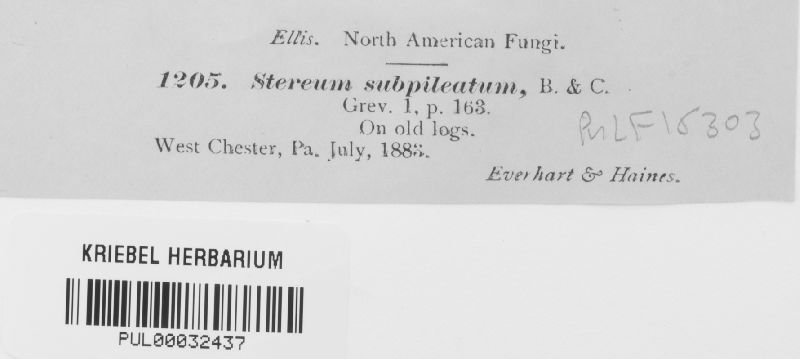 Ellis. North American Fungi.
1205. Stereum subpileatum, B. & C.
Grev. 1, p. 163.
On old logs.
PULF15303
West Chester, Pa. July, 1883.
Everhart & Haines.
KRIEBEL HERBARIUM
PUL00032437